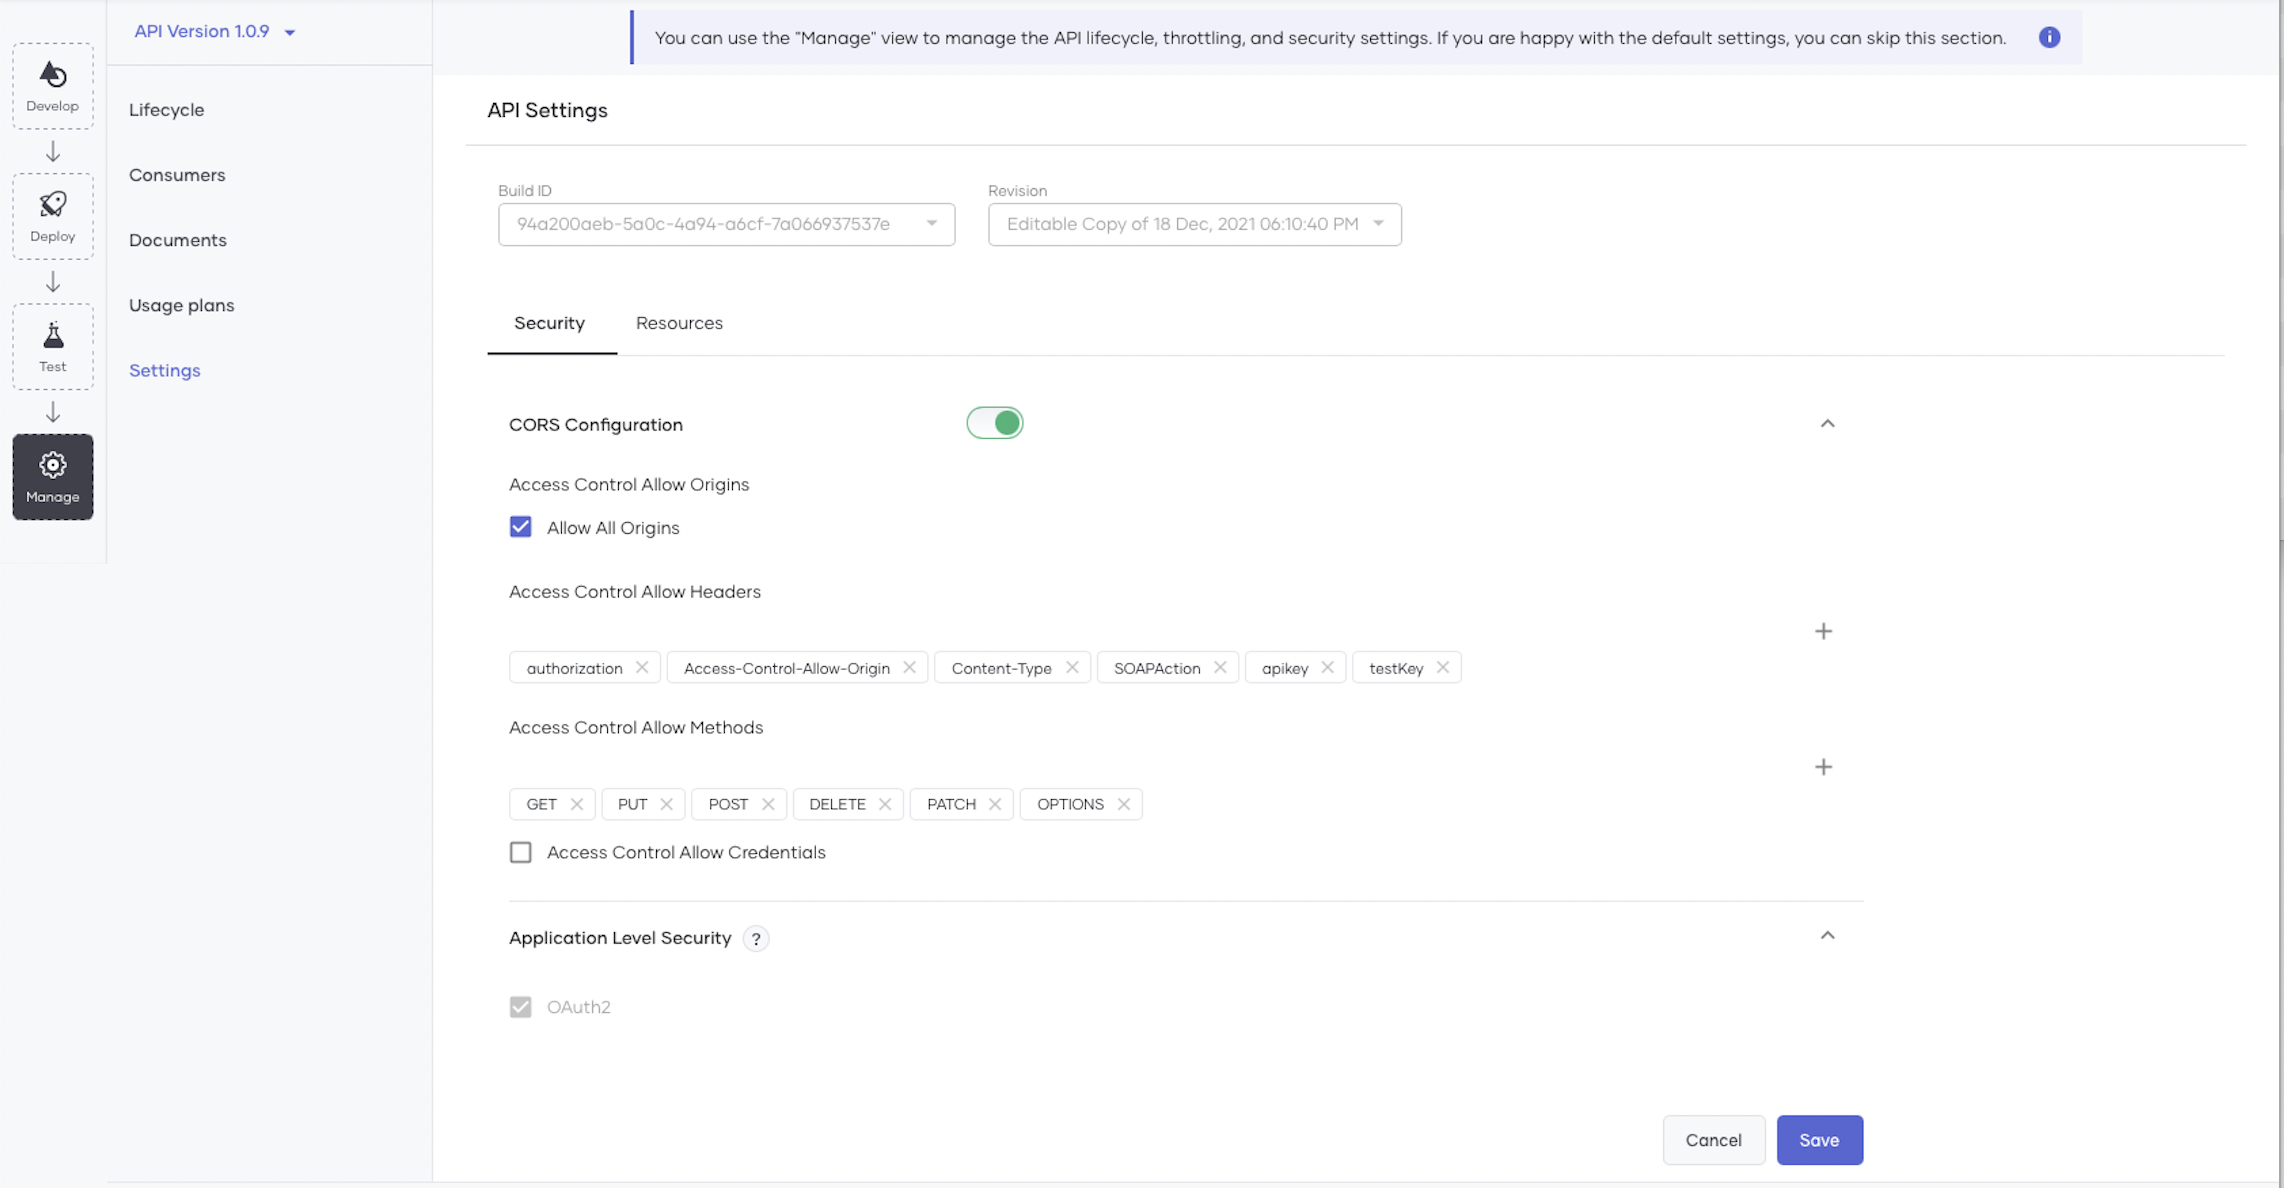 API Version 1.0.9
You can use the "Manage" view to manage the API lifecycle, throttling, and security settings. If you are happy with the default settings, you can skip this section.
Develop
Deploy
Test
Manage
Lifecycle
Consumers
Documents
Usage plans
Settings
API Settings
Build ID
94a200aeb-5a0c-4a94-a6cf-7a066937537e
Revision
Editable Copy of 18 Dec, 2021 06:10:40 PM
Security
Resources
CORS Configuration
Access Control Allow Origins
Allow All Origins
Access Control Allow Headers
authorization Access-Control-Allow-Origin Content-Type SOAPAction apikey testKey
Access Control Allow Methods
GET PUT POST DELETE PATCH OPTIONS
Access Control Allow Credentials
Application Level Security ?
OAuth2
Cancel
Save